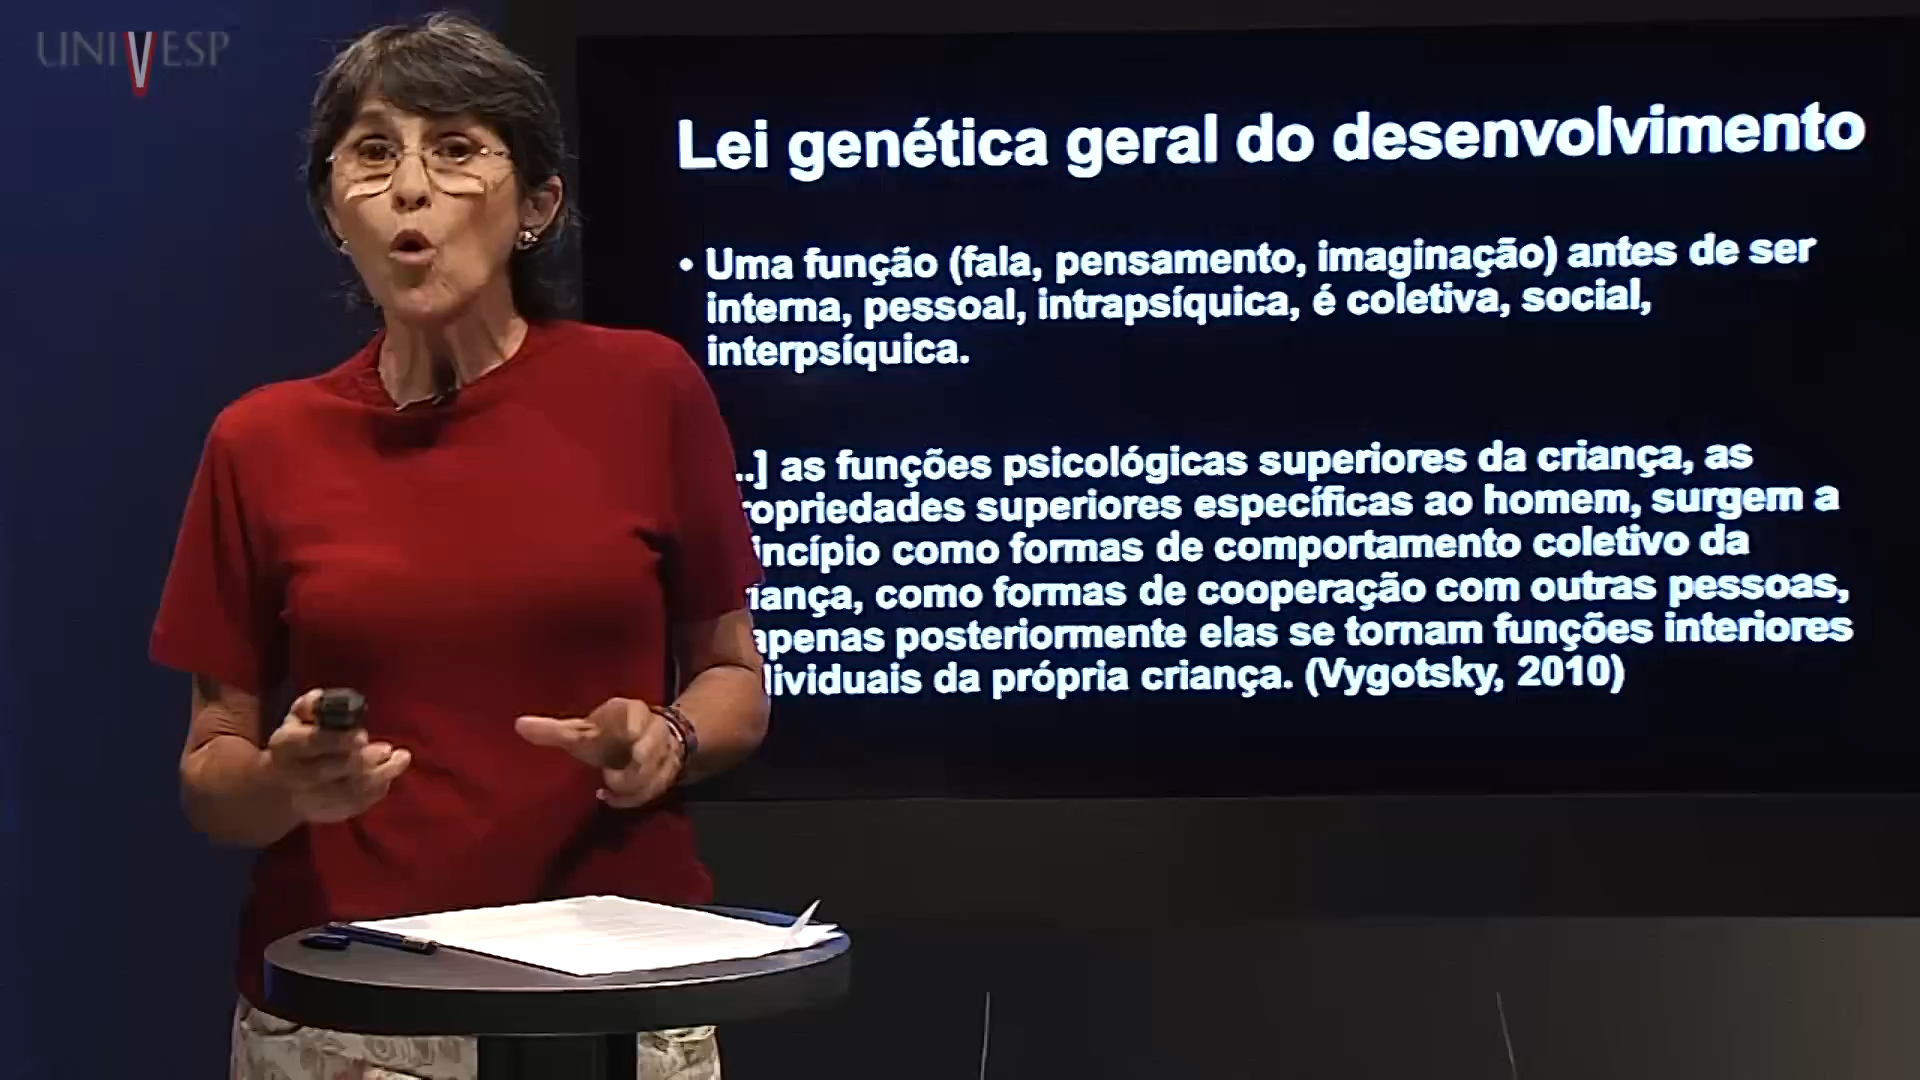 UNIVESP
Lei genética geral do desenvolvimento
• Uma função (fala, pensamento, imaginação) antes de ser
interna, pessoal, intrapsíquica, é coletiva, social,
interpsíquica.
..] as funções psicológicas superiores da criança, as
ropriedades superiores específicas ao homem, surgem a
incípio como formas de comportamento coletivo da
riança, como formas de cooperação com outras pessoas,
apenas posteriormente elas se tornam funções interiores
dividuais da própria criança. (Vygotsky, 2010)